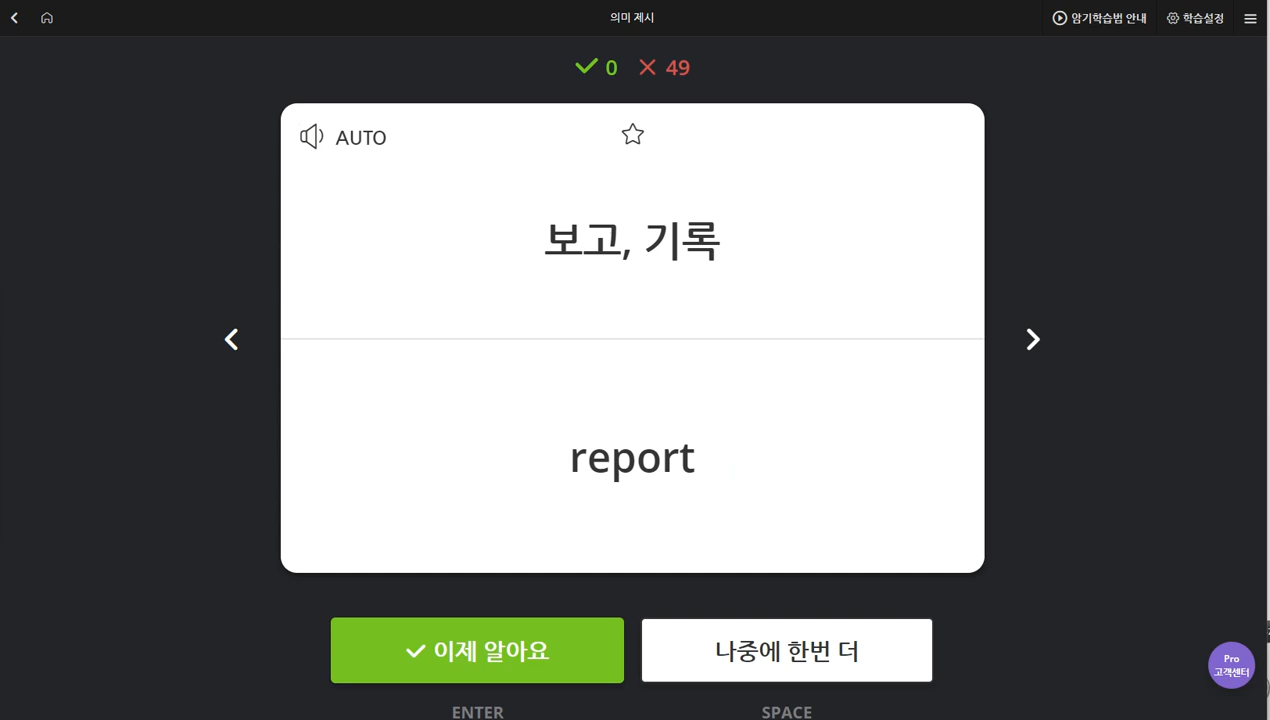 의미 제시
암기학습법 안내
학습설정
0
49
AUTO
보고, 기록
report
이제 알아요
나중에 한번 더
ENTER
SPACE
Pro
고객센터